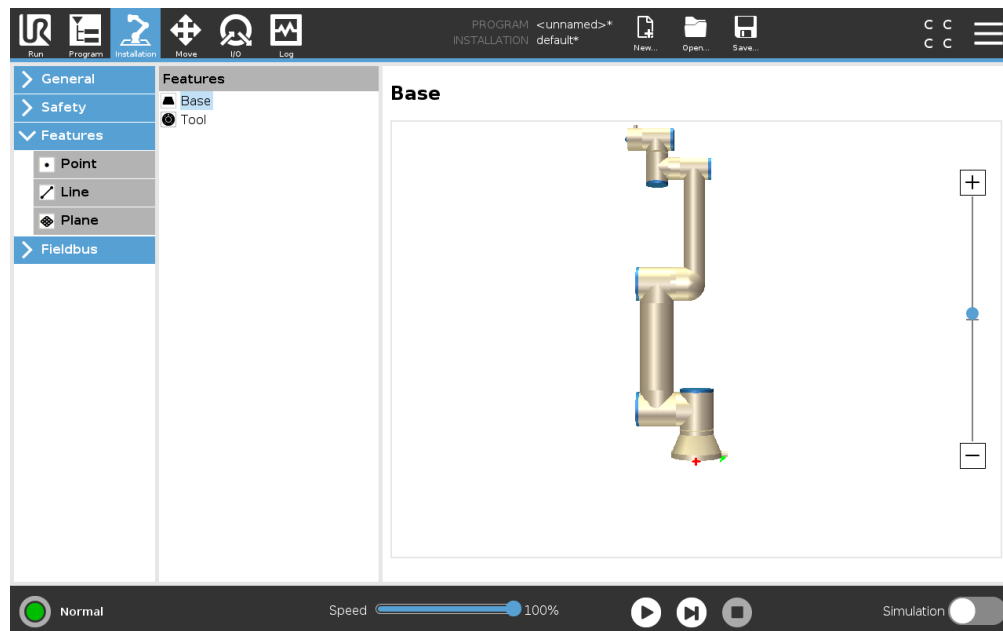 UR
Run
Program
Installation
Move
I/O
Log
PROGRAM <unnamed>*
INSTALLATION default*
New...
Open...
Save...
C C
C C
General
Safety
Features
Point
Line
Plane
Fieldbus
Features
Base
Tool
Base
+
−
Normal
Speed 100%
Simulation